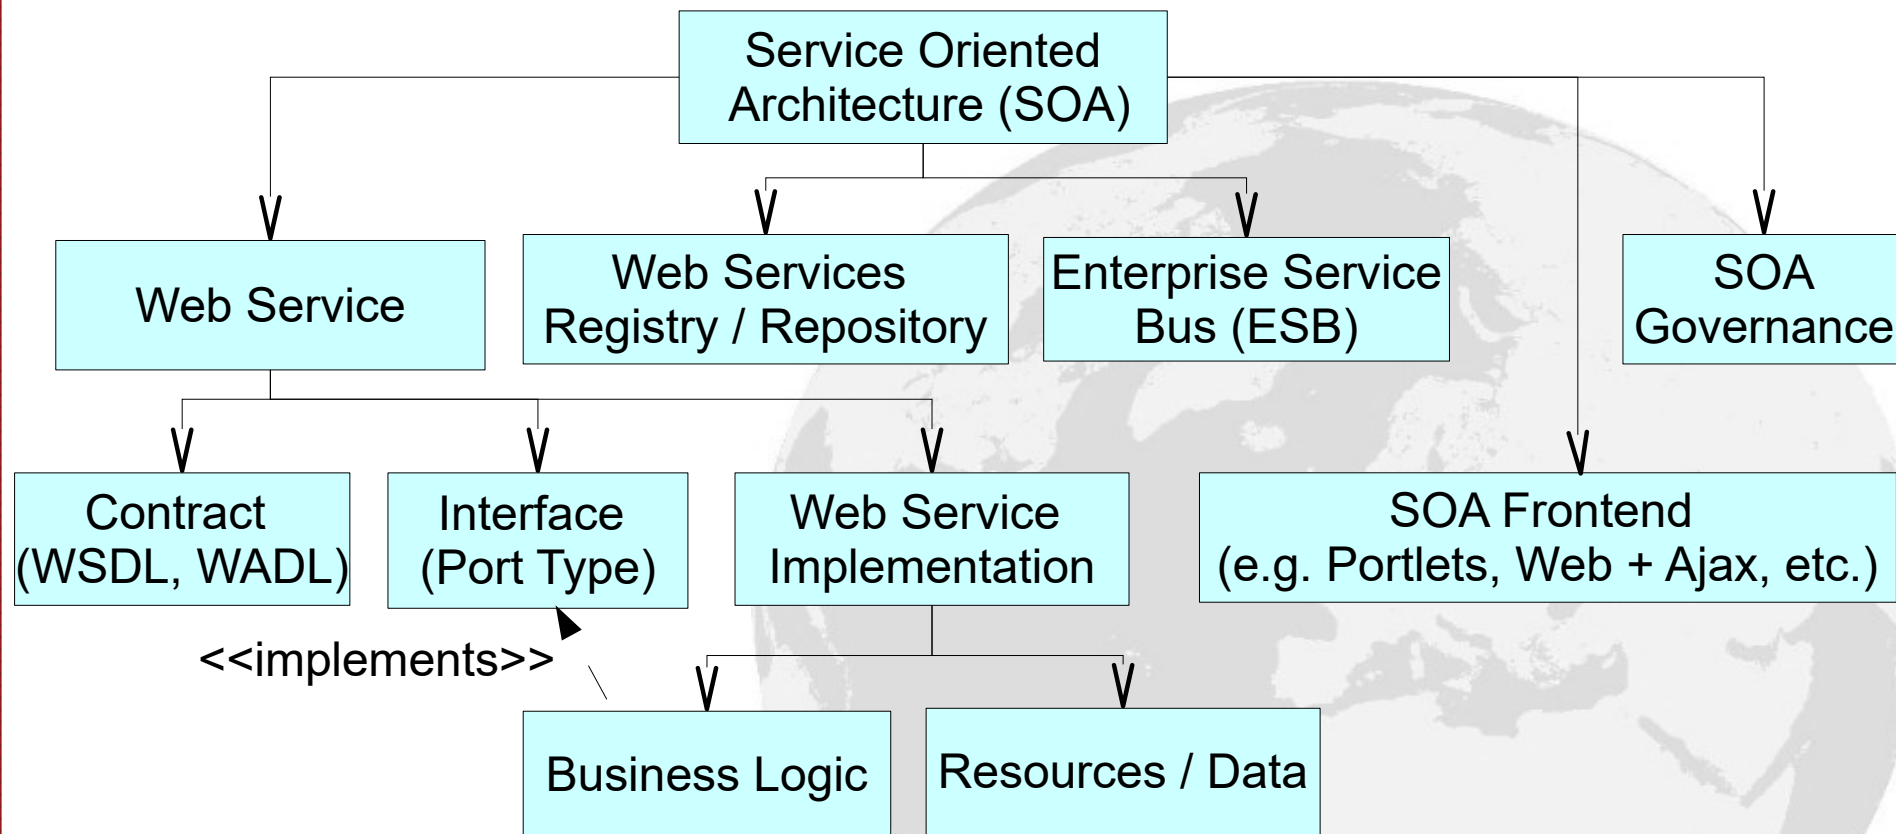 Service Oriented
Architecture (SOA)
Web Service
Web Services
Registry / Repository
Enterprise Service
Bus (ESB)
SOA
Governance
Contract
(WSDL, WADL)
Interface
(Port Type)
Web Service
Implementation
SOA Frontend
(e.g. Portlets, Web + Ajax, etc.)
<<implements>>
Business Logic
Resources / Data